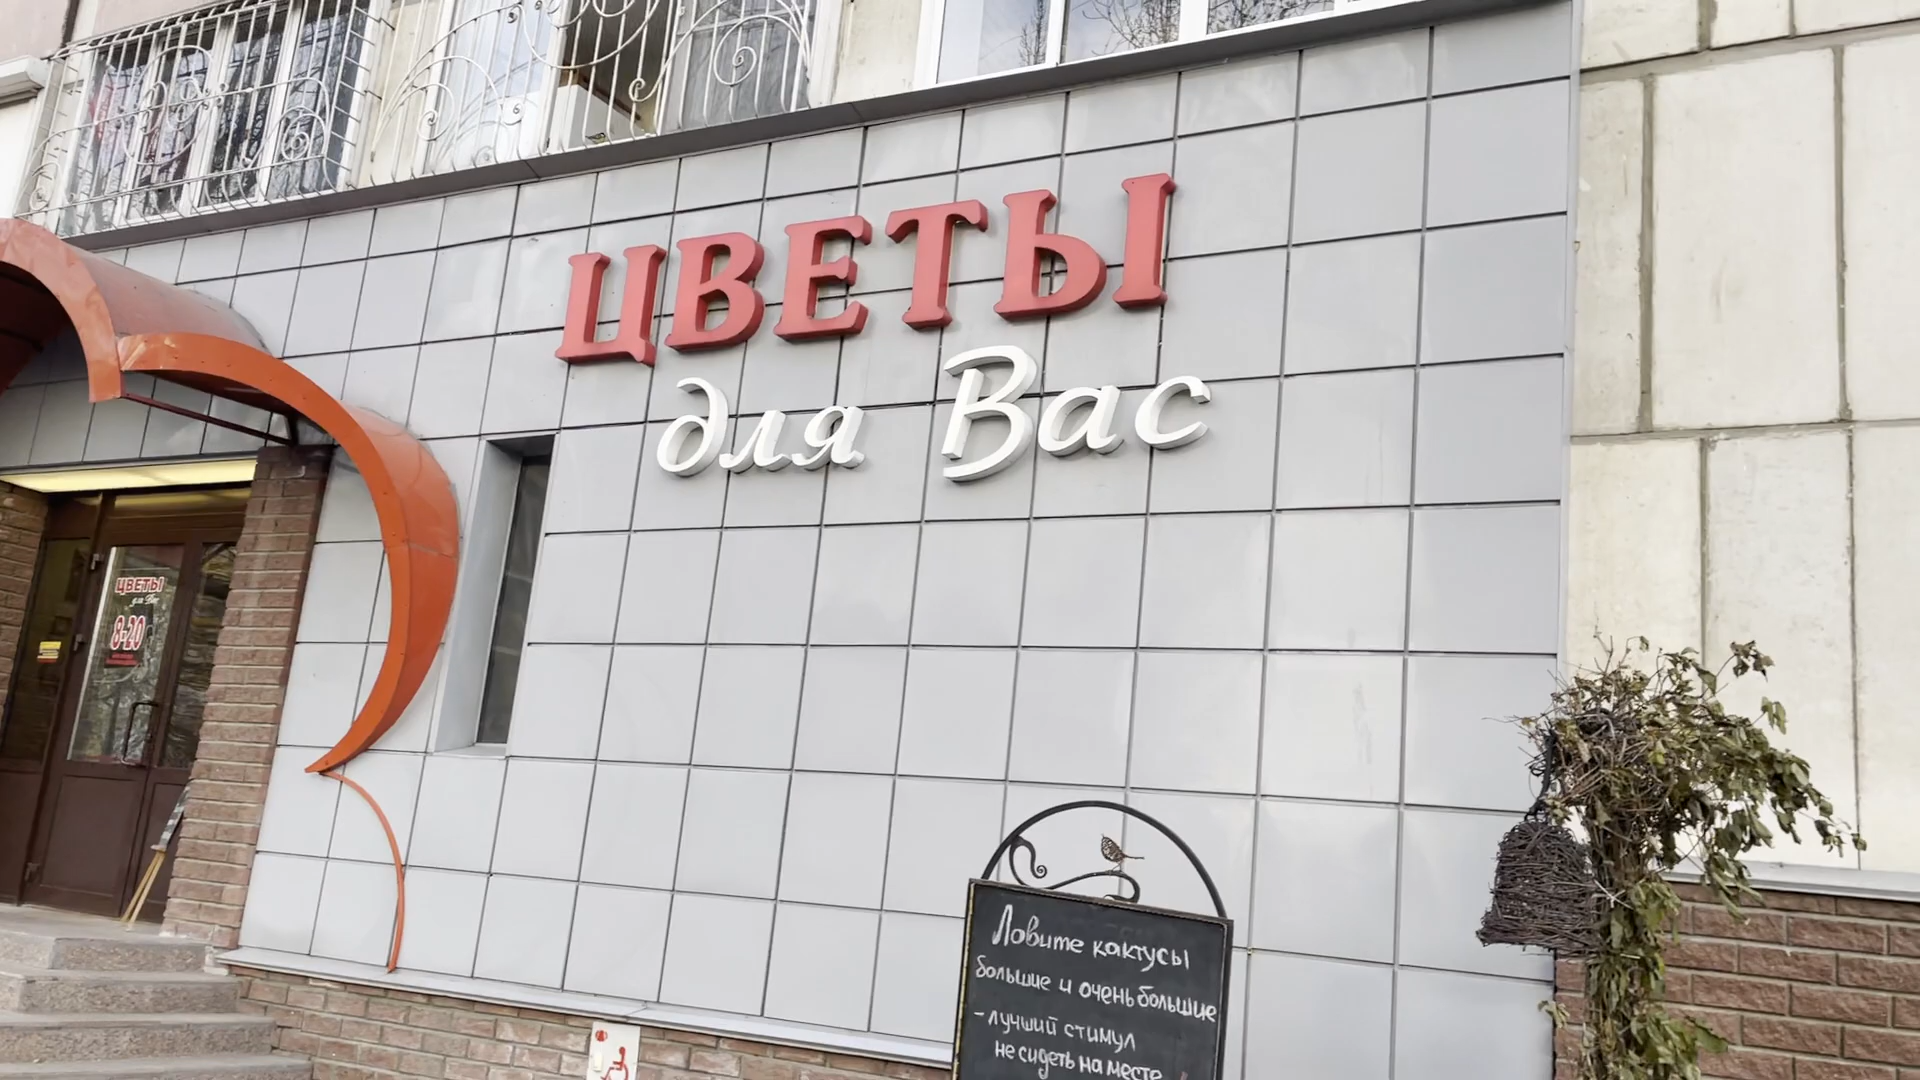 ЦВЕТЫ
для Вас
ЦВЕТЫ
для Вас
8-20
Ловите кактусы
большие и очень большие
- лучший стимул
не сидеть на месте